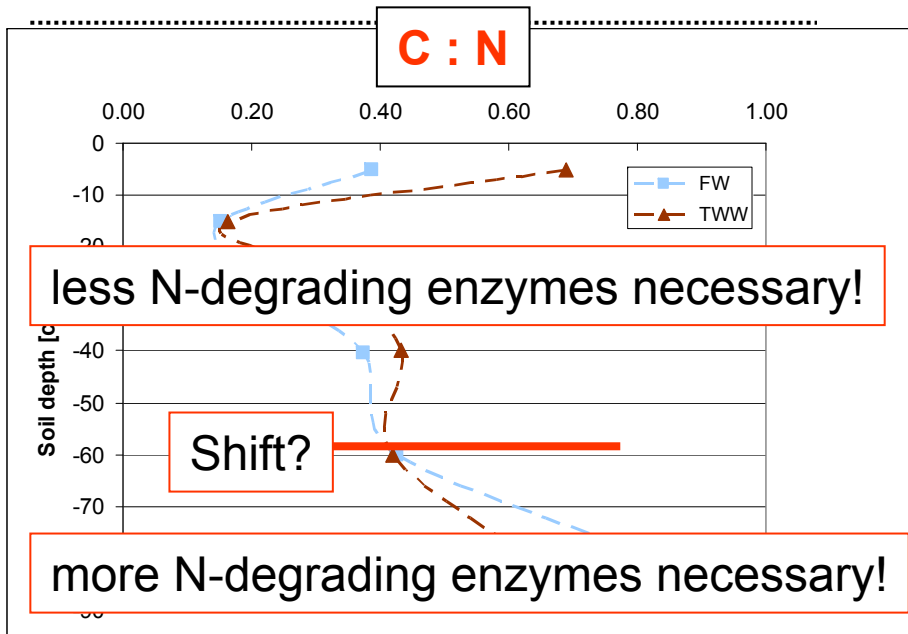 C : N
0.00 0.20 0.40 0.60 0.80 1.00
0
FW
-10
TWW
less N-degrading enzymes necessary!
Soil depth
-40
-50
Shift?
-60
-70
more N-degrading enzymes necessary!